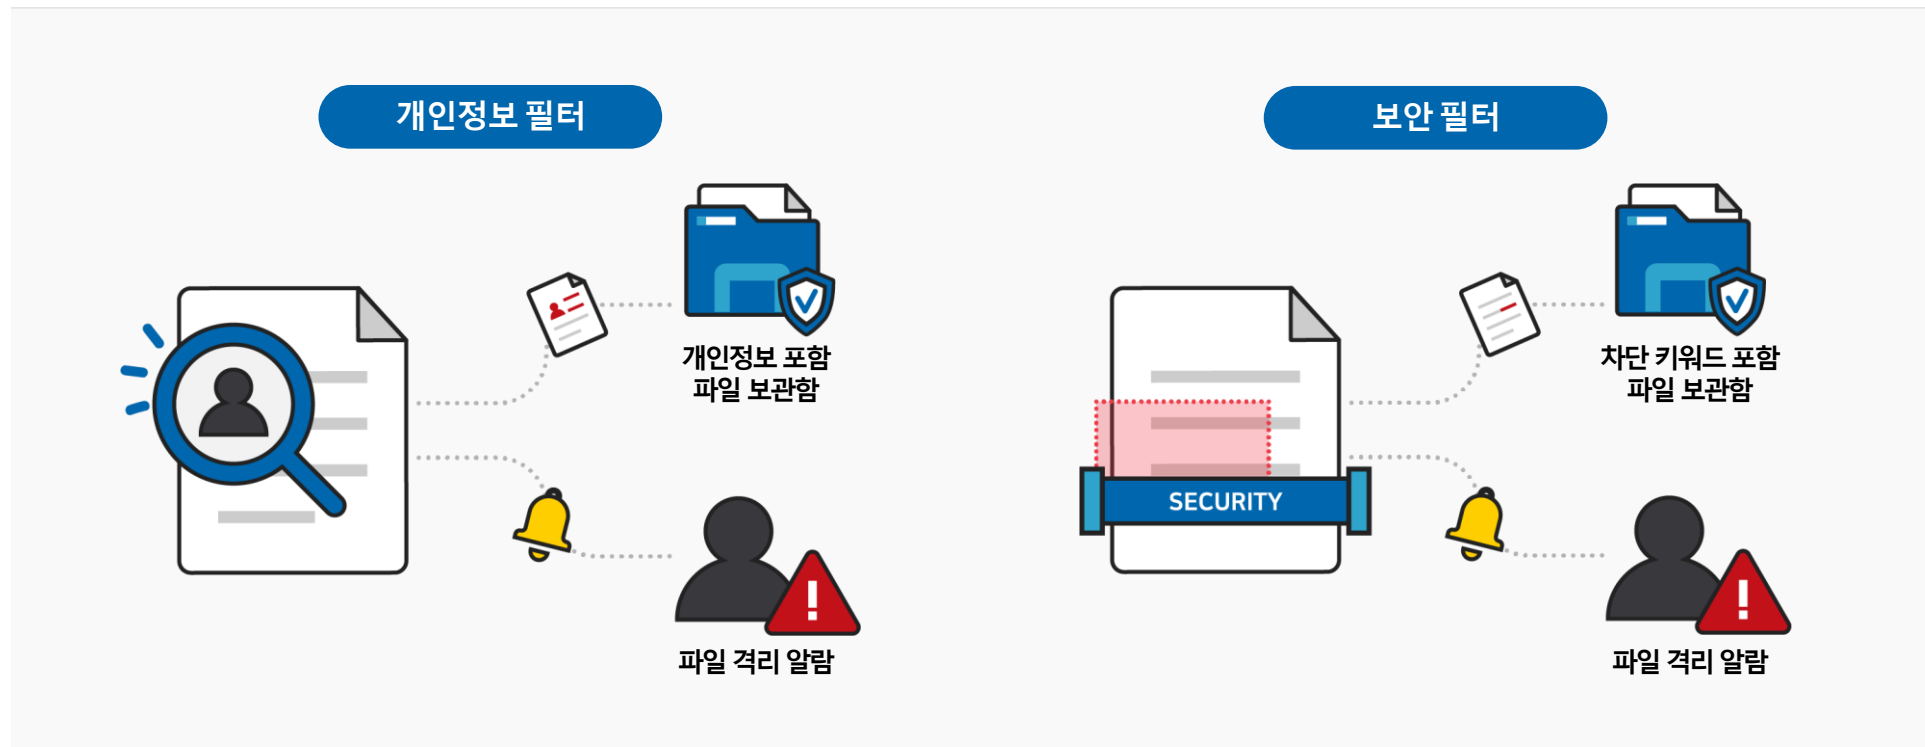 개인정보 필터
개인정보 포함
파일 보관함
파일 격리 알람
보안 필터
차단 키워드 포함
파일 보관함
SECURITY
파일 격리 알람